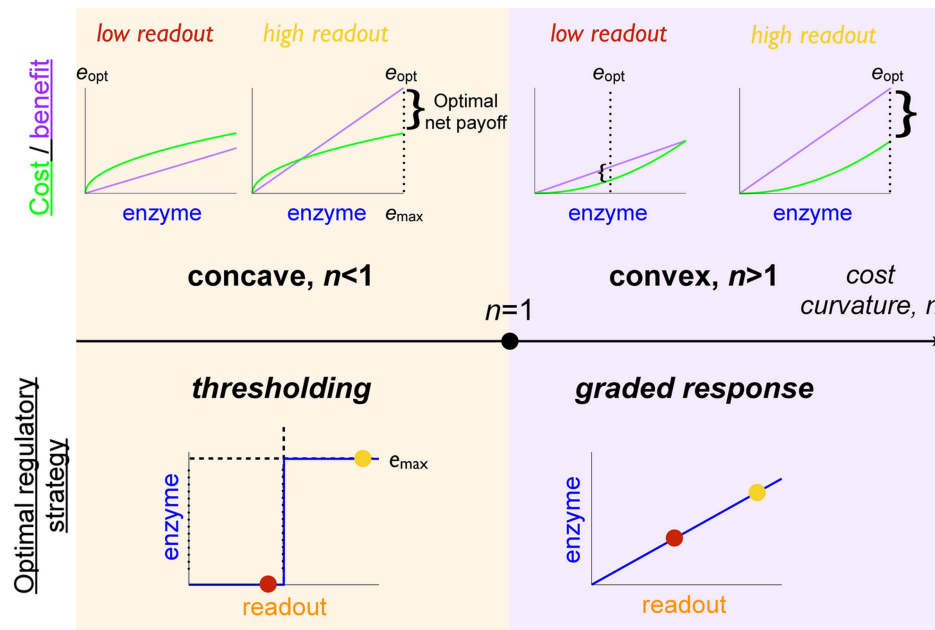 low readout
high readout
low readout
high readout
Cost / benefit
eopt
eopt
Optimal
net payoff
eopt
eopt
enzyme
enzyme
emax
enzyme
enzyme
concave, n<1
convex, n>1
cost
curvature, n
n=1
thresholding
graded response
Optimal regulatory
strategy
enzyme
emax
readout
enzyme
readout